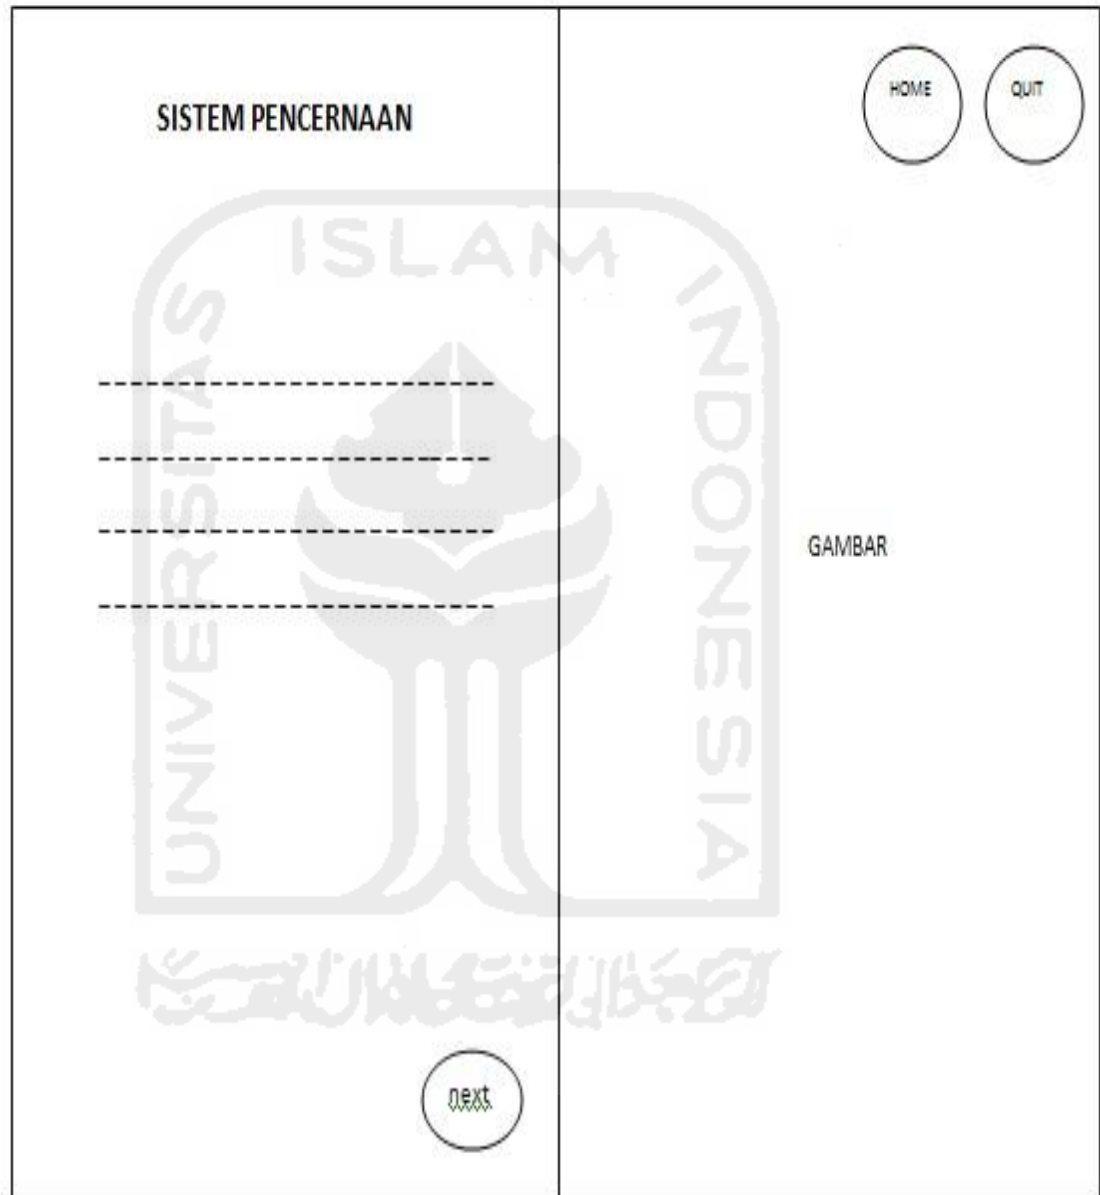 SISTEM PENCERNAAN
HOME
QUIT
UNIVERSITAS
ISLAM
INDONESIA
GAMBAR
next